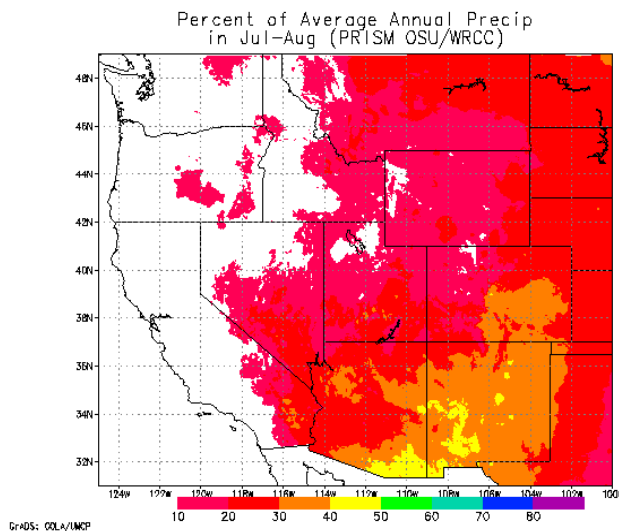 Percent of Average Annual Precip
in Jul-Aug (PRISM OSU/WRCC)
48N
46N
44N
42N
40N
38N
36N
34N
32N
124W 122W 120W 118W 116W 114W 112W 110W 108W 106W 104W 102W 100
10 20 30 40 50 60 70 80
GrADS: COLA/UMCP